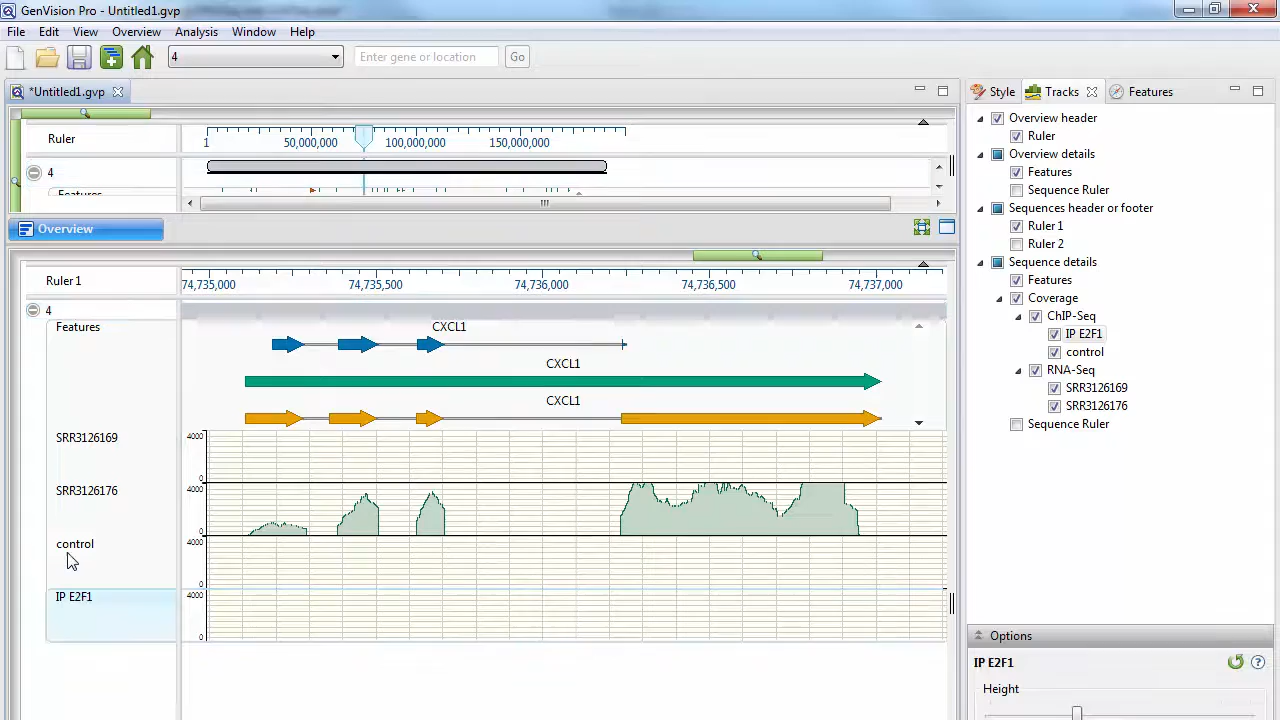 GenVision Pro - Untitled1.gvp
File Edit View Overview Analysis Window Help
4 Enter gene or location Go
*Untitled1.gvp
Ruler
1 50,000,000 100,000,000 150,000,000
4
Features
Overview
Ruler 1
74,735,000 74,735,500 74,736,000 74,736,500 74,737,000
4
Features
CXCL1
CXCL1
CXCL1
SRR3126169
4000
0
SRR3126176
4000
0
control
4000
0
IP E2F1
4000
0
Style Tracks Features
Overview header
Ruler
Overview details
Features
Sequence Ruler
Sequences header or footer
Ruler 1
Ruler 2
Sequence details
Features
Coverage
ChIP-Seq
IP E2F1
control
RNA-Seq
SRR3126169
SRR3126176
Sequence Ruler
Options
IP E2F1
Height